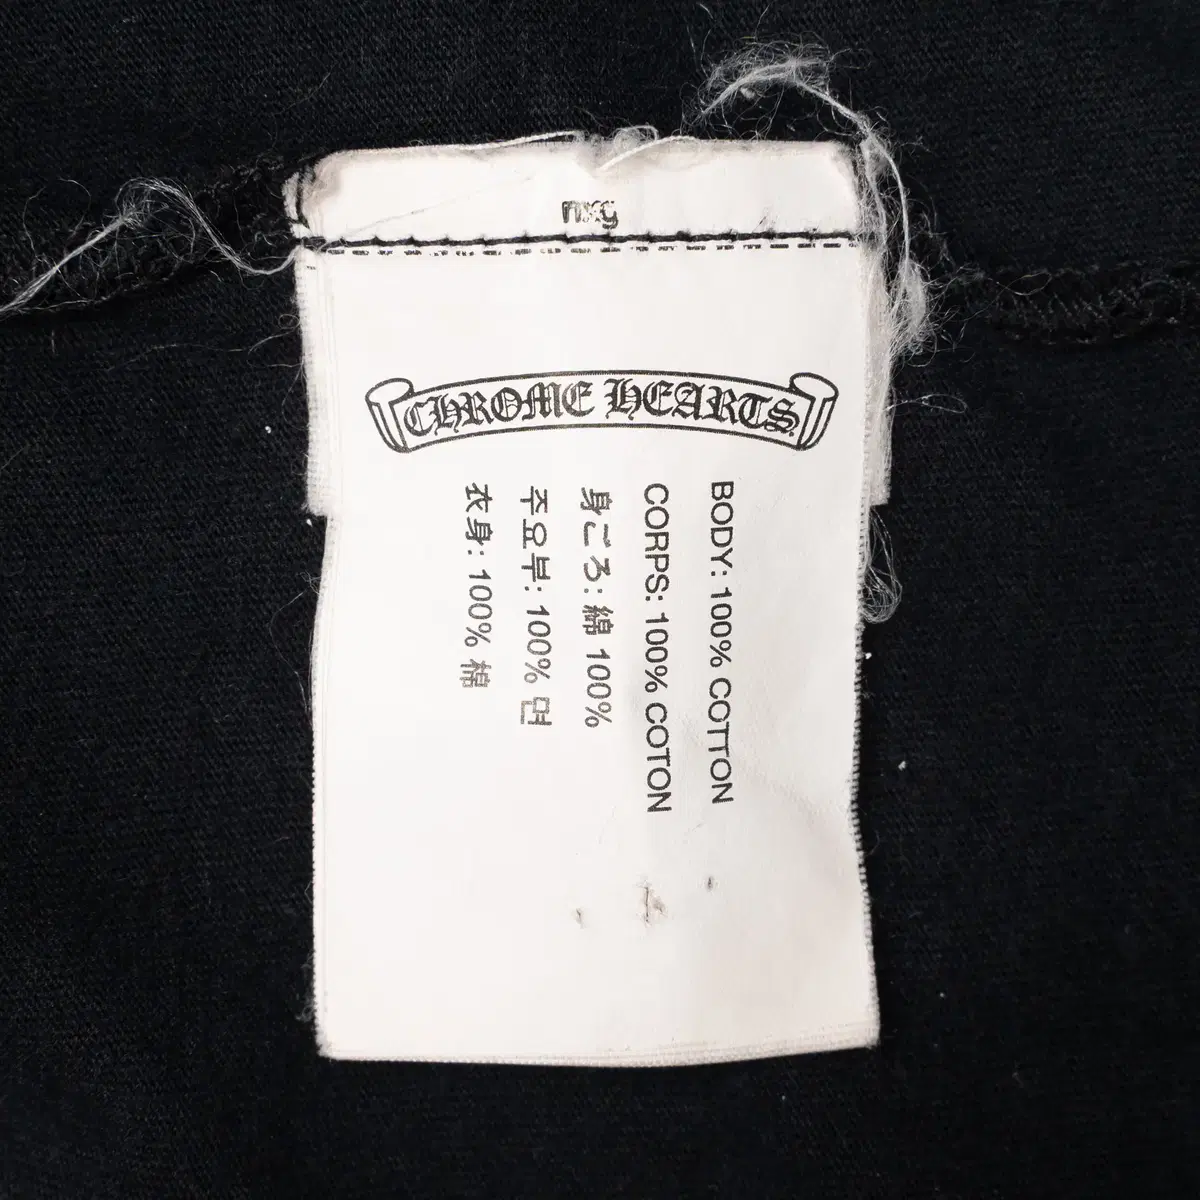 CHROME HEARTS
BODY: 100% COTTON
CORPS: 100% COTON
身ごろ: 綿 100%
주요부: 100% 면
衣身: 100% 棉